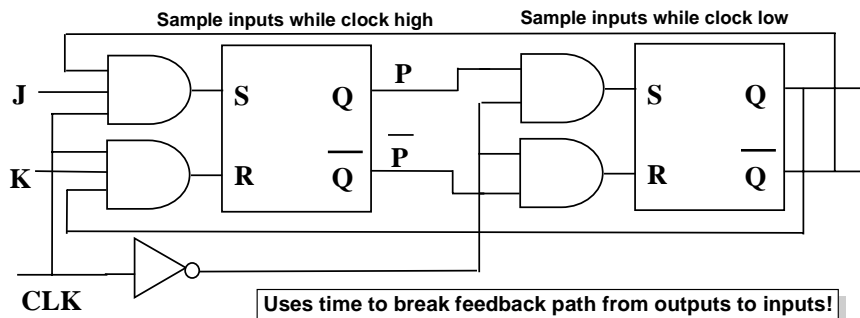 Sample inputs while clock high
Sample inputs while clock low
J
K
CLK
S
R
Q
Q̅
P
P̅
S
R
Q
Q̅
Uses time to break feedback path from outputs to inputs!